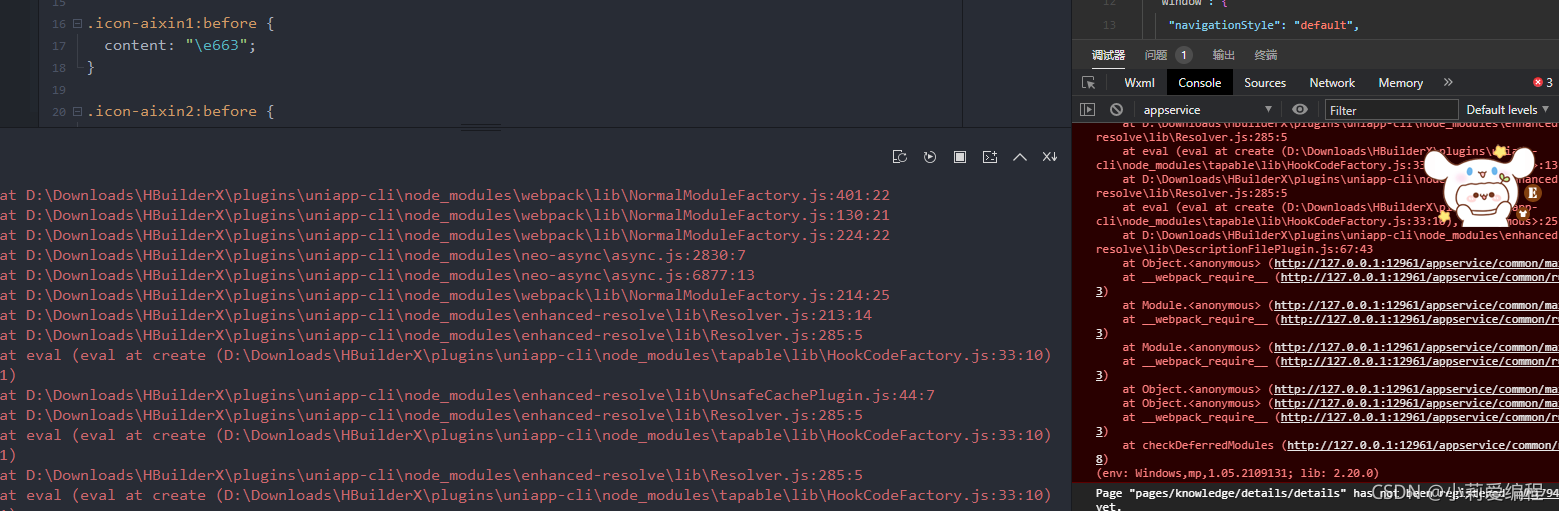 15
16 .icon-aixin1:before {
17 content: "\e663";
18 }
19
20 .icon-aixin2:before {
at D:\Downloads\HBuilderX\plugins\uniapp-cli\node_modules\webpack\lib\NormalModuleFactory.js:401:22
at D:\Downloads\HBuilderX\plugins\uniapp-cli\node_modules\webpack\lib\NormalModuleFactory.js:130:21
at D:\Downloads\HBuilderX\plugins\uniapp-cli\node_modules\webpack\lib\NormalModuleFactory.js:224:22
at D:\Downloads\HBuilderX\plugins\uniapp-cli\node_modules\neo-async\async.js:2830:7
at D:\Downloads\HBuilderX\plugins\uniapp-cli\node_modules\neo-async\async.js:6877:13
at D:\Downloads\HBuilderX\plugins\uniapp-cli\node_modules\webpack\lib\NormalModuleFactory.js:214:25
at D:\Downloads\HBuilderX\plugins\uniapp-cli\node_modules\enhanced-resolve\lib\Resolver.js:213:14
at D:\Downloads\HBuilderX\plugins\uniapp-cli\node_modules\enhanced-resolve\lib\Resolver.js:285:5
at eval (eval at create (D:\Downloads\HBuilderX\plugins\uniapp-cli\node_modules\tapable\lib\HookCodeFactory.js:33:10)
1)
at D:\Downloads\HBuilderX\plugins\uniapp-cli\node_modules\enhanced-resolve\lib\UnsafeCachePlugin.js:44:7
at D:\Downloads\HBuilderX\plugins\uniapp-cli\node_modules\enhanced-resolve\lib\Resolver.js:285:5
at eval (eval at create (D:\Downloads\HBuilderX\plugins\uniapp-cli\node_modules\tapable\lib\HookCodeFactory.js:33:10)
1)
at D:\Downloads\HBuilderX\plugins\uniapp-cli\node_modules\enhanced-resolve\lib\Resolver.js:285:5
at eval (eval at create (D:\Downloads\HBuilderX\plugins\uniapp-cli\node_modules\tapable\lib\HookCodeFactory.js:33:10)
12 window : {
13 "navigationStyle": "default",
调试器 问题 1 输出 终端
Wxml Console Sources Network Memory » 3
appservice Filter Default levels
at D:\Downloads\HBuilderX\plugins\uniapp-cli\node_modules\enhanced-
resolve\lib\Resolver.js:285:5
at eval (eval at create (D:\Downloads\HBuilderX\plugins\uniapp-
cli\node_modules\tapable\lib\HookCodeFactory.js:33 >:13
at D:\Downloads\HBuilderX\plugins\uniapp-cli\nod enhanced-
resolve\lib\Resolver.js:285:5
at eval (eval at create (D:\Downloads\HBuilderX\
cli\node_modules\tapable\lib\HookCodeFactory.js:33:1 mous>:25
at D:\Downloads\HBuilderX\plugins\uniapp-cli\node_modules\enhanced-
resolve\lib\DescriptionFilePlugin.js:67:43
at Object.<anonymous> (http://127.0.0.1:12961/appservice/common/ma
at __webpack_require__ (http://127.0.0.1:12961/appservice/common/ru
3)
at Module.<anonymous> (http://127.0.0.1:12961/appservice/common/ma
at __webpack_require__ (http://127.0.0.1:12961/appservice/common/ru
3)
at Module.<anonymous> (http://127.0.0.1:12961/appservice/common/ma
at __webpack_require__ (http://127.0.0.1:12961/appservice/common/ru
3)
at Object.<anonymous> (http://127.0.0.1:12961/appservice/common/ma
at Object.<anonymous> (http://127.0.0.1:12961/appservice/common/ma
at __webpack_require__ (http://127.0.0.1:12961/appservice/common/ru
3)
at checkDeferredModules (http://127.0.0.1:12961/appservice/common/
8)
(env: Windows,mp,1.05.2109131; lib: 2.20.0)
Page "pages/knowledge/details/details" has not been registered
yet.
E
CSDN @小莉爱编程